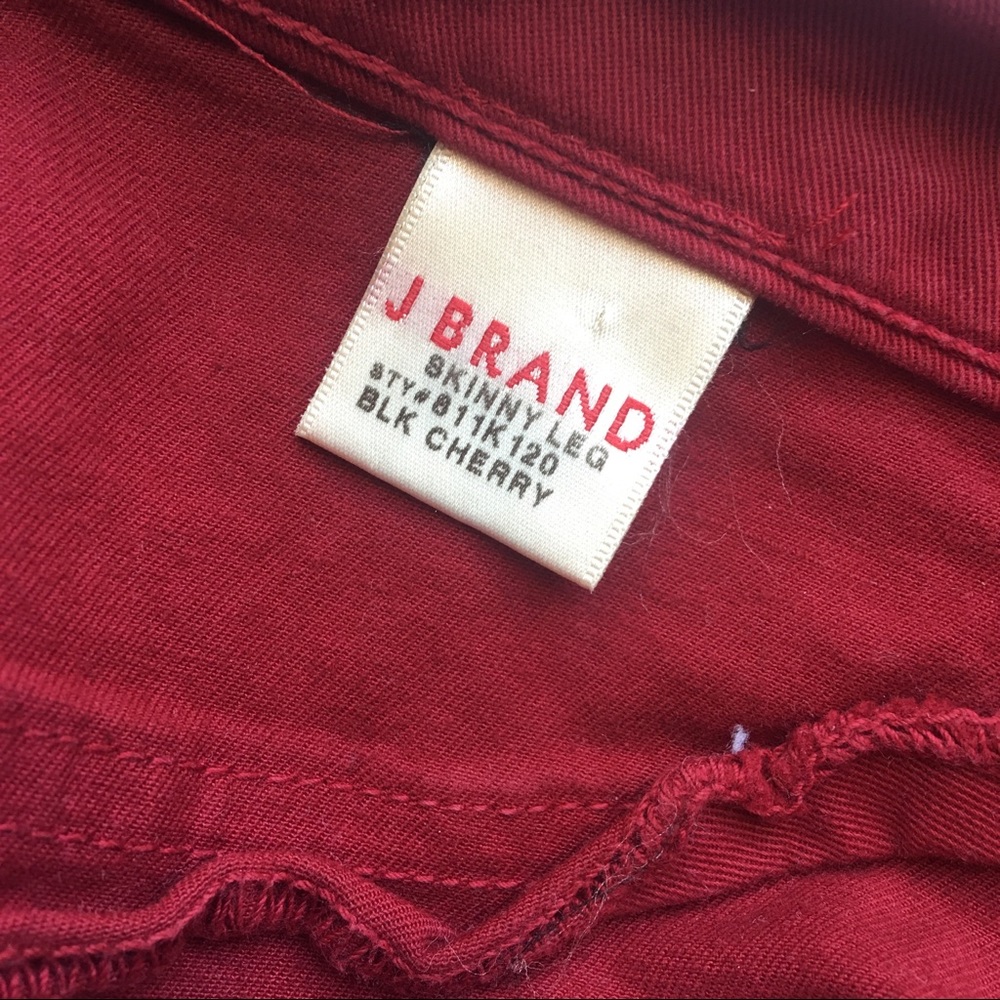 J BRAND
SKINNY LEG
STY#811K120
BLK CHERRY